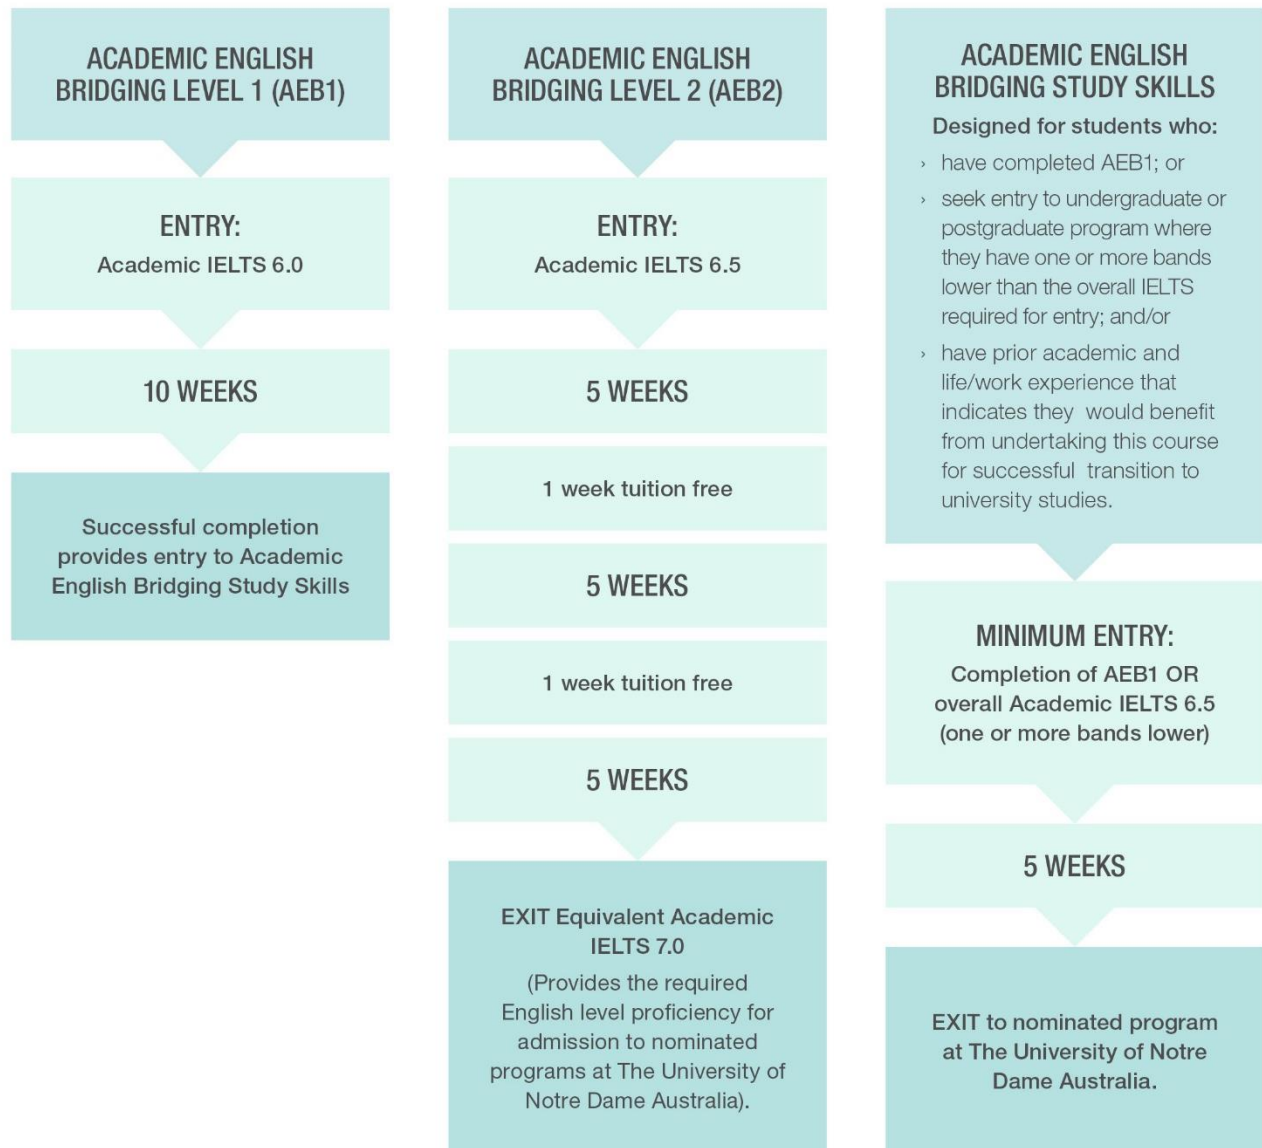 ACADEMIC ENGLISH
BRIDGING LEVEL 1 (AEB1)
ENTRY:
Academic IELTS 6.0
10 WEEKS
Successful completion
provides entry to Academic
English Bridging Study Skills
ACADEMIC ENGLISH
BRIDGING LEVEL 2 (AEB2)
ENTRY:
Academic IELTS 6.5
5 WEEKS
1 week tuition free
5 WEEKS
1 week tuition free
5 WEEKS
EXIT Equivalent Academic
IELTS 7.0
(Provides the required
English level proficiency for
admission to nominated
programs at The University of
Notre Dame Australia).
ACADEMIC ENGLISH
BRIDGING STUDY SKILLS
Designed for students who:
› have completed AEB1; or
› seek entry to undergraduate or
postgraduate program where
they have one or more bands
lower than the overall IELTS
required for entry; and/or
› have prior academic and
life/work experience that
indicates they would benefit
from undertaking this course
for successful transition to
university studies.
MINIMUM ENTRY:
Completion of AEB1 OR
overall Academic IELTS 6.5
(one or more bands lower)
5 WEEKS
EXIT to nominated program
at The University of Notre
Dame Australia.